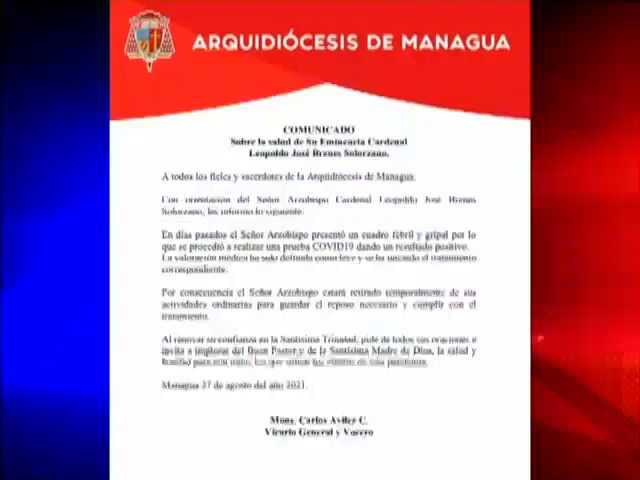 ARQUIDIÓCESIS DE MANAGUA
COMUNICADO
Sobre la salud de Su Eminencia Cardenal
Leopoldo José Brenes Solorzano.
A todos los fieles y sacerdotes de la Arquidiócesis de Managua.
Con orientación del Señor Arzobispo Cardenal Leopoldo José Brenes
Solorzano, les informo lo siguiente.
En días pasados el Señor Arzobispo presentó un cuadro febril y gripal por lo
que se procedió a realizar una prueba COVID19 dando un resultado positivo.
La valoración médica ha sido definida como leve y se ha iniciado el tratamiento
correspondiente.
Por consecuencia el Señor Arzobispo estará retirado temporalmente de sus
actividades ordinarias para guardar el reposo necesario y cumplir con el
tratamiento.
Al renovar su confianza en la Santísima Trinidad, pide de todos sus oraciones e
invita a implorar del Buen Pastor y de la Santísima Madre de Dios, la salud y
los que de esta pandemia.
Managua 27 de agosto del año 2021.
Mons. Carlos Avilez C.
Vicario General y Vocero